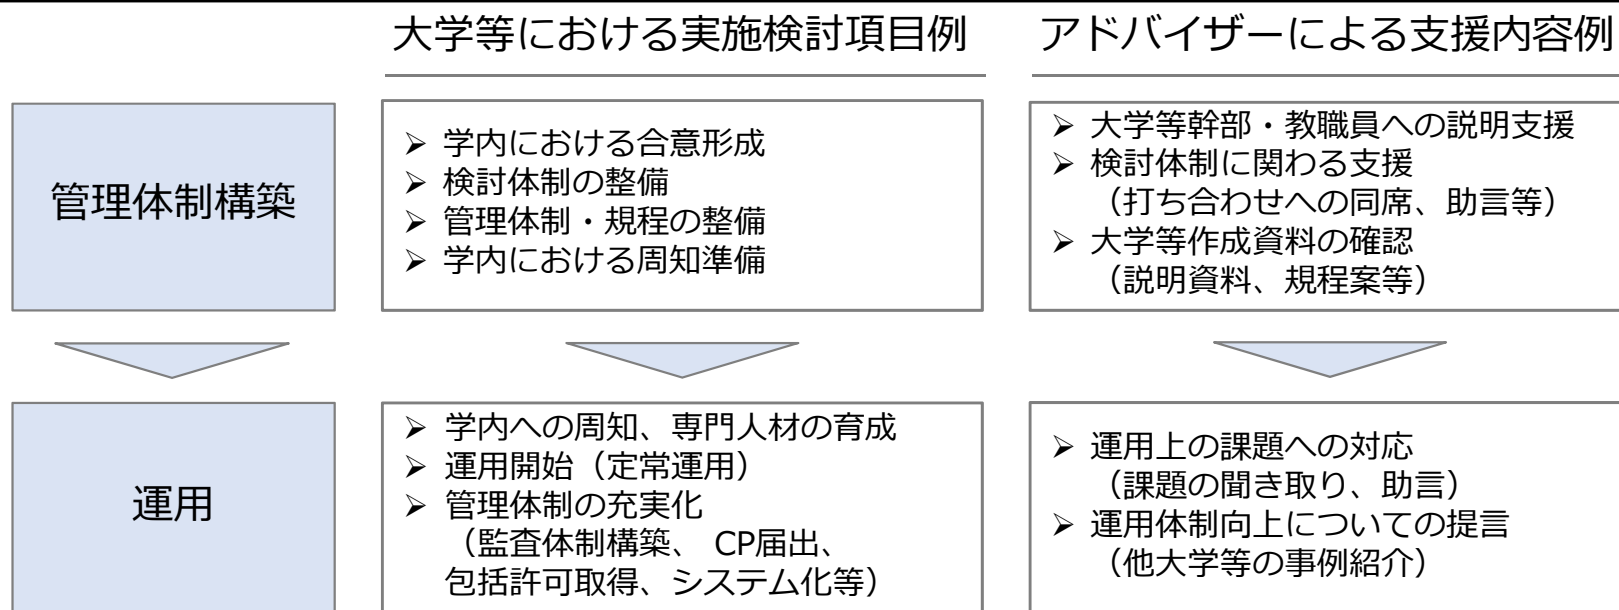 大学等における実施検討項目例
アドバイザーによる支援内容例
管理体制構築
➢ 学内における合意形成
➢ 検討体制の整備
➢ 管理体制・規程の整備
➢ 学内における周知準備
➢ 大学等幹部・教職員への説明支援
➢ 検討体制に関わる支援
（打ち合わせへの同席、助言等）
➢ 大学等作成資料の確認
（説明資料、規程案等）
運用
➢ 学内への周知、専門人材の育成
➢ 運用開始（定常運用）
➢ 管理体制の充実化
（監査体制構築、 CP届出、
包括許可取得、システム化等）
➢ 運用上の課題への対応
（課題の聞き取り、助言）
➢ 運用体制向上についての提言
（他大学等の事例紹介）